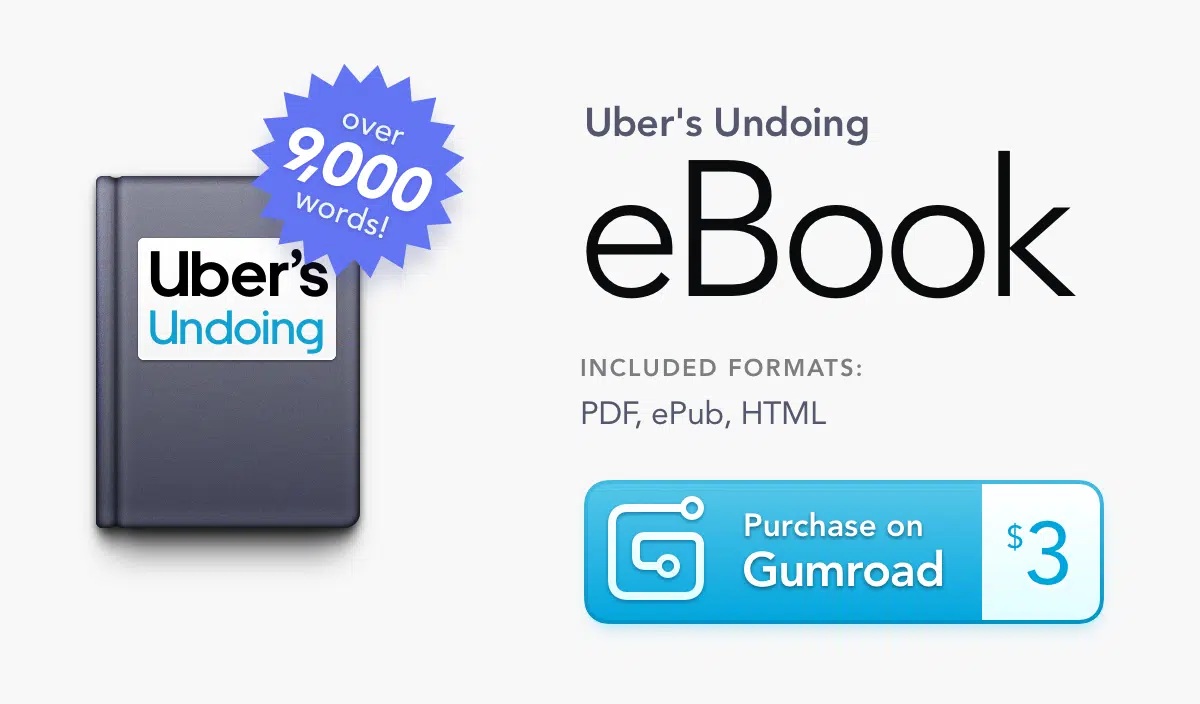 over
9,000
words!
Uber's
Undoing
Uber's Undoing
eBook
INCLUDED FORMATS:
PDF, ePub, HTML
Purchase on
Gumroad
$3